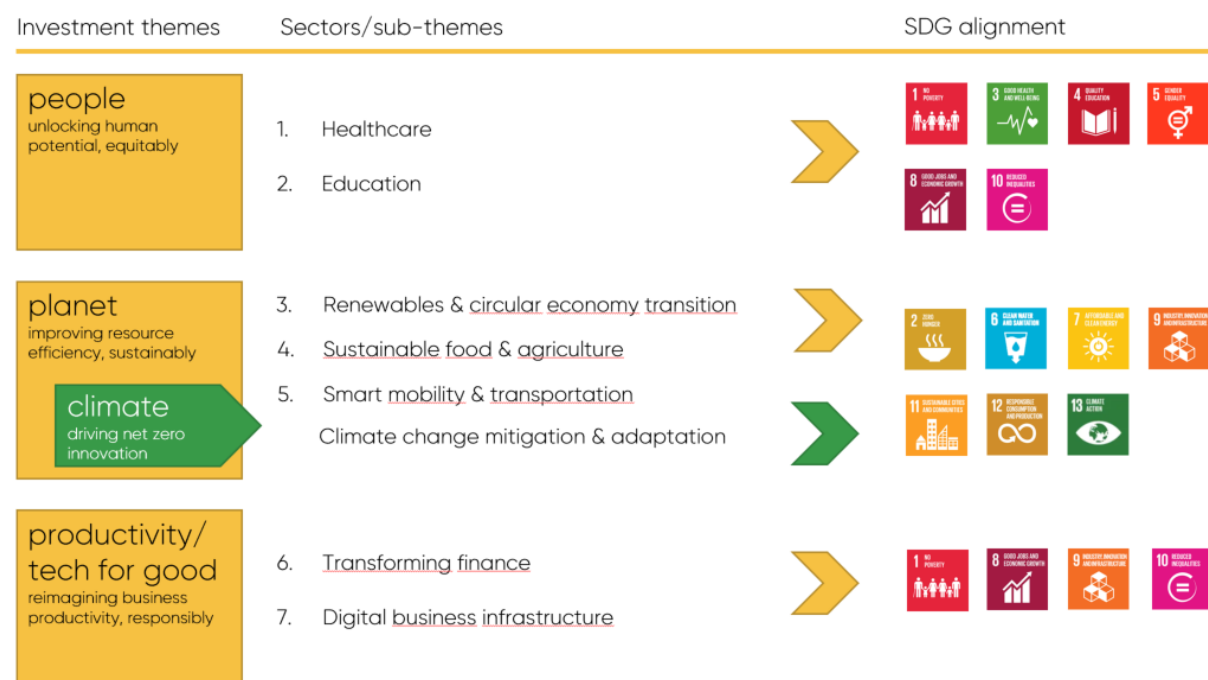 Investment themes
Sectors/sub-themes
SDG alignment
people
unlocking human
potential, equitably
1. Healthcare
2. Education
1 NO
POVERTY
3 GOOD HEALTH
AND WELL-BEING
4 QUALITY
EDUCATION
5 GENDER
EQUALITY
8 GOOD JOBS AND
ECONOMIC GROWTH
10 REDUCED
INEQUALITIES
planet
improving resource
efficiency, sustainably
climate
driving net zero
innovation
3. Renewables & circular economy transition
4. Sustainable food & agriculture
5. Smart mobility & transportation
Climate change mitigation & adaptation
2 ZERO
HUNGER
6 CLEAN WATER
AND SANITATION
7 AFFORDABLE AND
CLEAN ENERGY
9 INDUSTRY, INNOVATION
AND INFRASTRUCTURE
11 SUSTAINABLE CITIES
AND COMMUNITIES
12 RESPONSIBLE
CONSUMPTION
AND PRODUCTION
13 CLIMATE
ACTION
productivity/
tech for good
reimagining business
productivity, responsibly
6. Transforming finance
7. Digital business infrastructure
1 NO
POVERTY
8 GOOD JOBS AND
ECONOMIC GROWTH
9 INDUSTRY, INNOVATION
AND INFRASTRUCTURE
10 REDUCED
INEQUALITIES